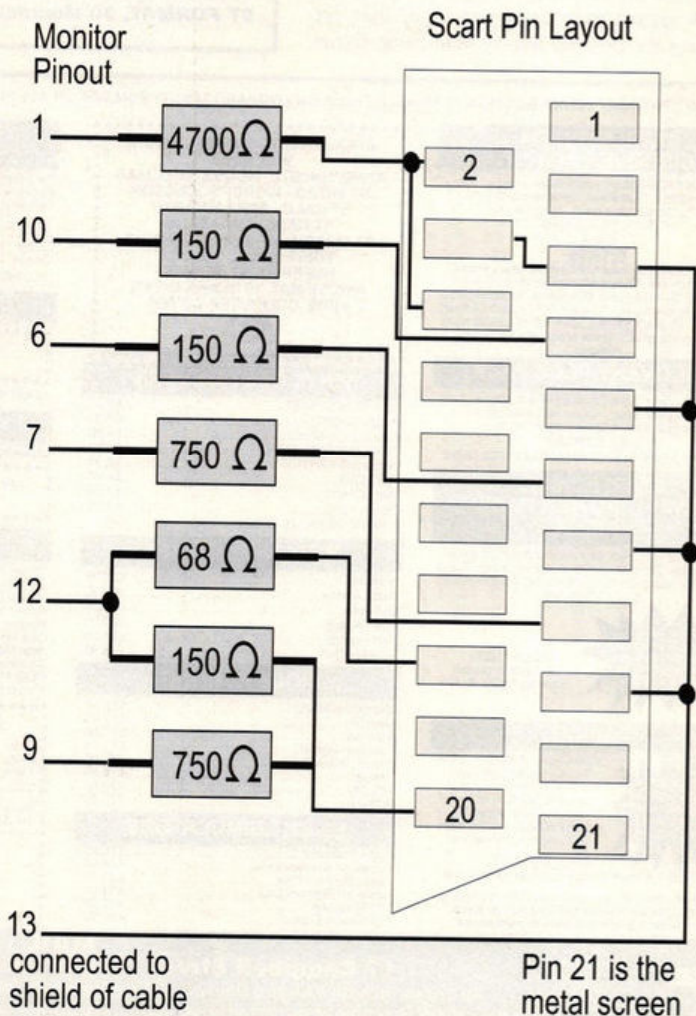 Scart Pin Layout
Monitor
Pinout
1
4700Ω
1
2
10
150 Ω
6
150 Ω
7
750 Ω
68 Ω
12
150 Ω
9
750Ω
20
21
13
connected to
shield of cable
Pin 21 is the
metal screen